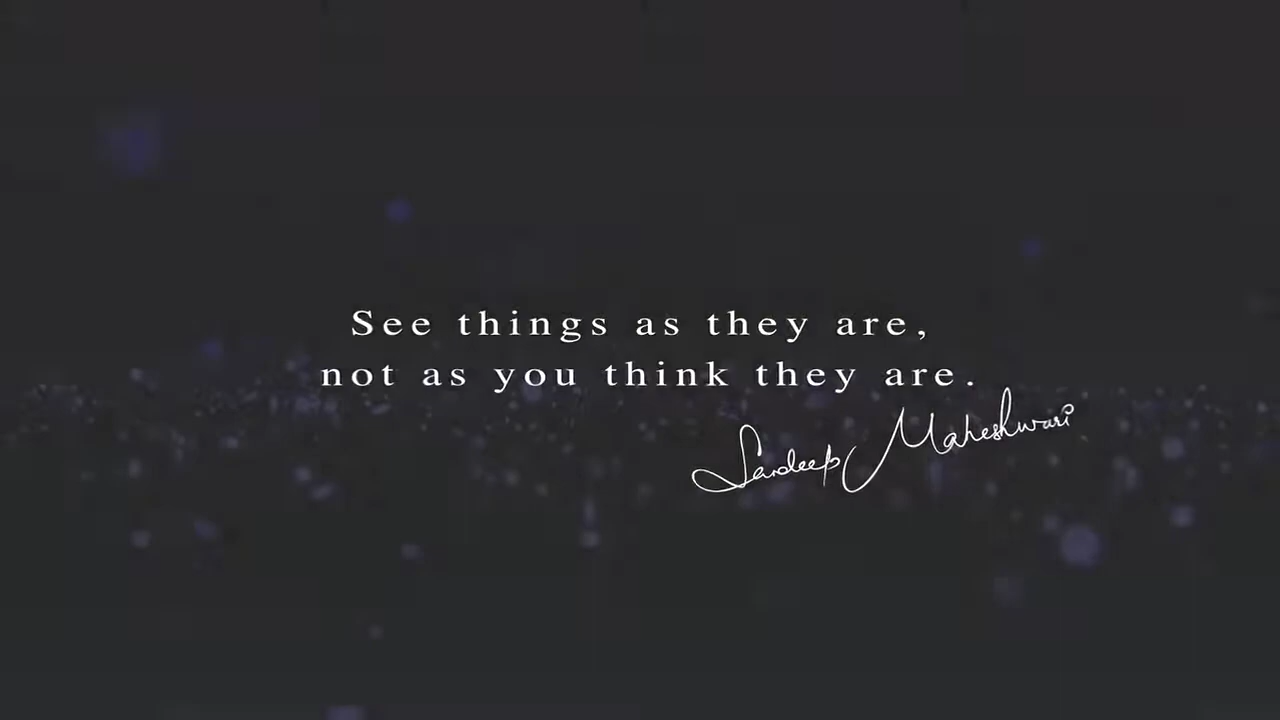 See things as they are,
not as you think they are.
Sandeep Maheshwari